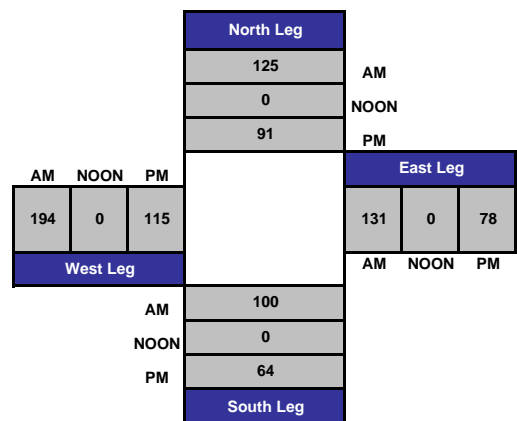 North Leg
125
AM
0
NOON
91
PM
AM NOON PM
East Leg
194 0 115
131 0 78
West Leg
AM NOON PM
AM
100
NOON
0
PM
64
South Leg